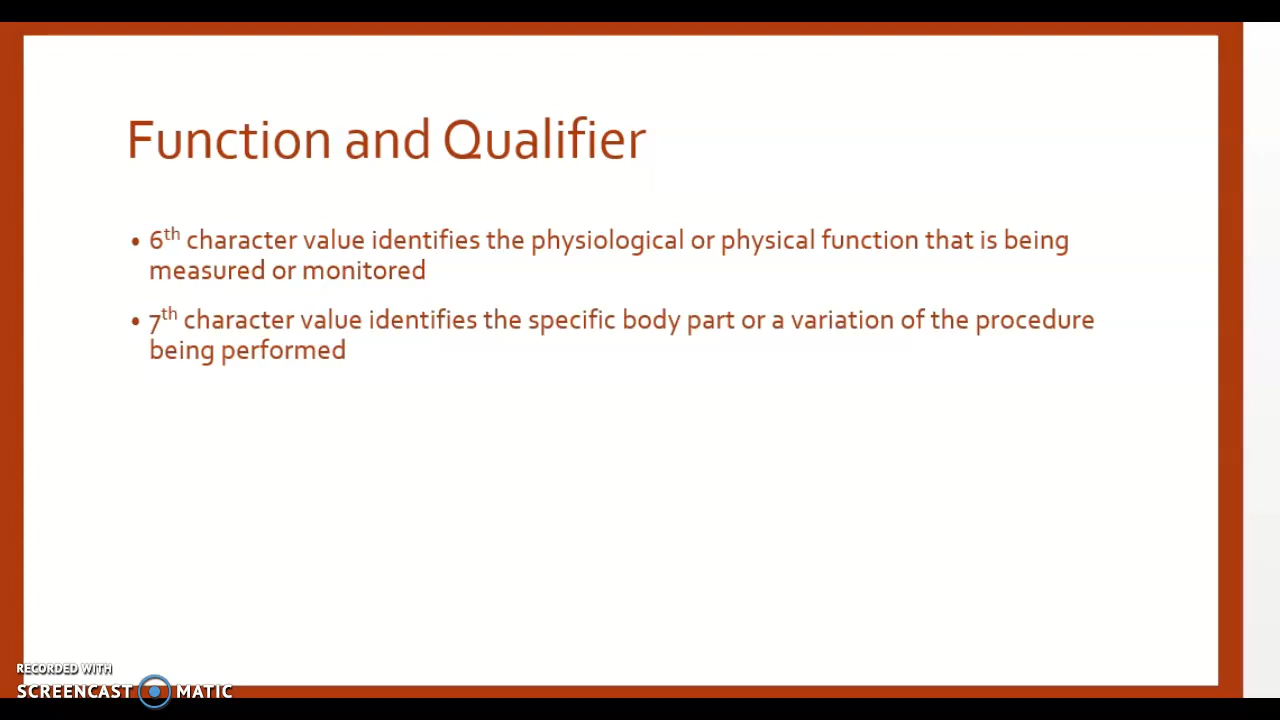 Function and Qualifier
• 6th character value identifies the physiological or physical function that is being
measured or monitored
• 7th character value identifies the specific body part or a variation of the procedure
being performed
RECORDED WITH
SCREENCAST MATIC